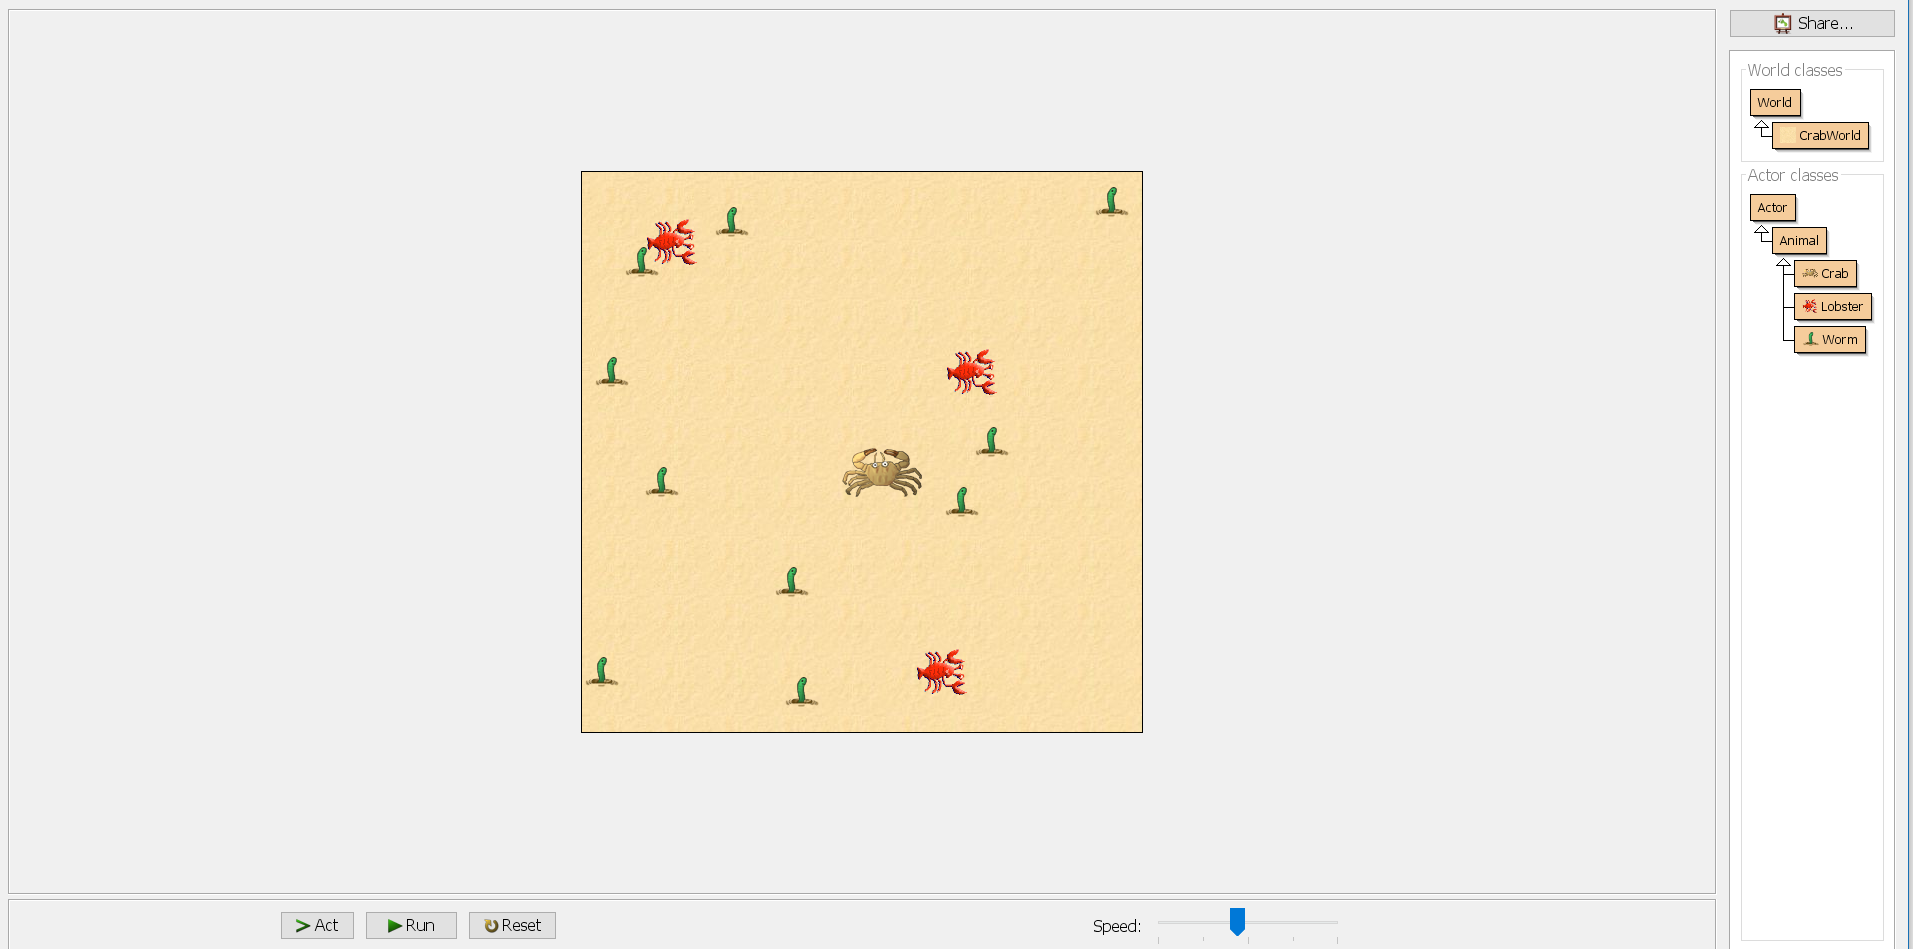 Share...
World classes
World
CrabWorld
Actor classes
Actor
Animal
Crab
Lobster
Worm
Act
Run
Reset
Speed: